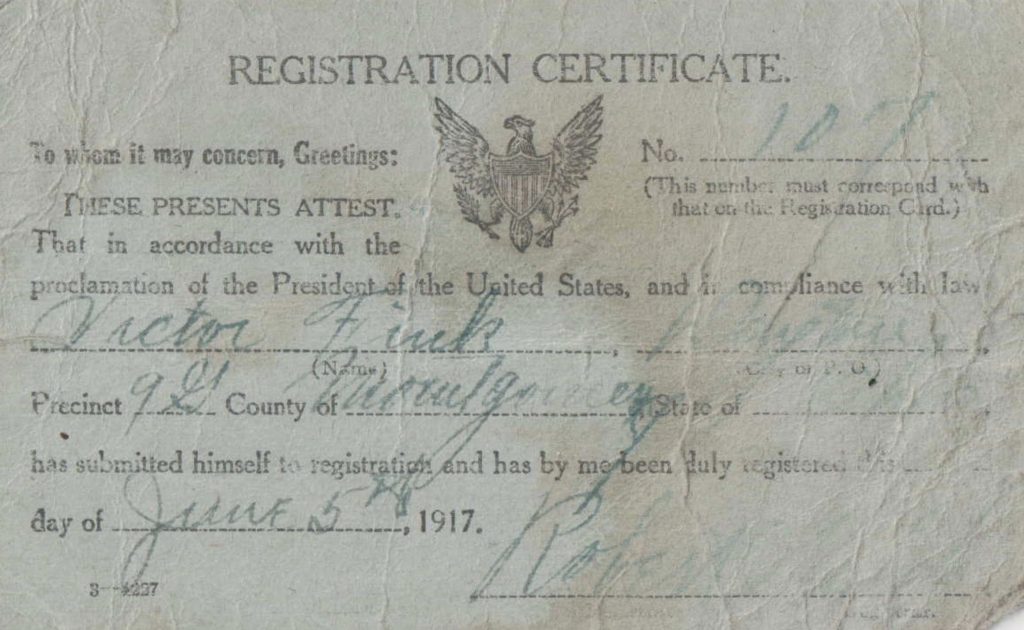 REGISTRATION CERTIFICATE.
To whom it may concern, Greetings:
No. 107
(This number must correspond with
that on the Registration Card.)
THESE PRESENTS ATTEST.
That in accordance with the
proclamation of the President of the United States, and in compliance with law
Victor Fink,
(Name) (City or P. O.)
Precinct 9 G County of Montgomery State of
has submitted himself to registration and has by me been duly registered this
day of June 5th, 1917.
Robert
3—4227